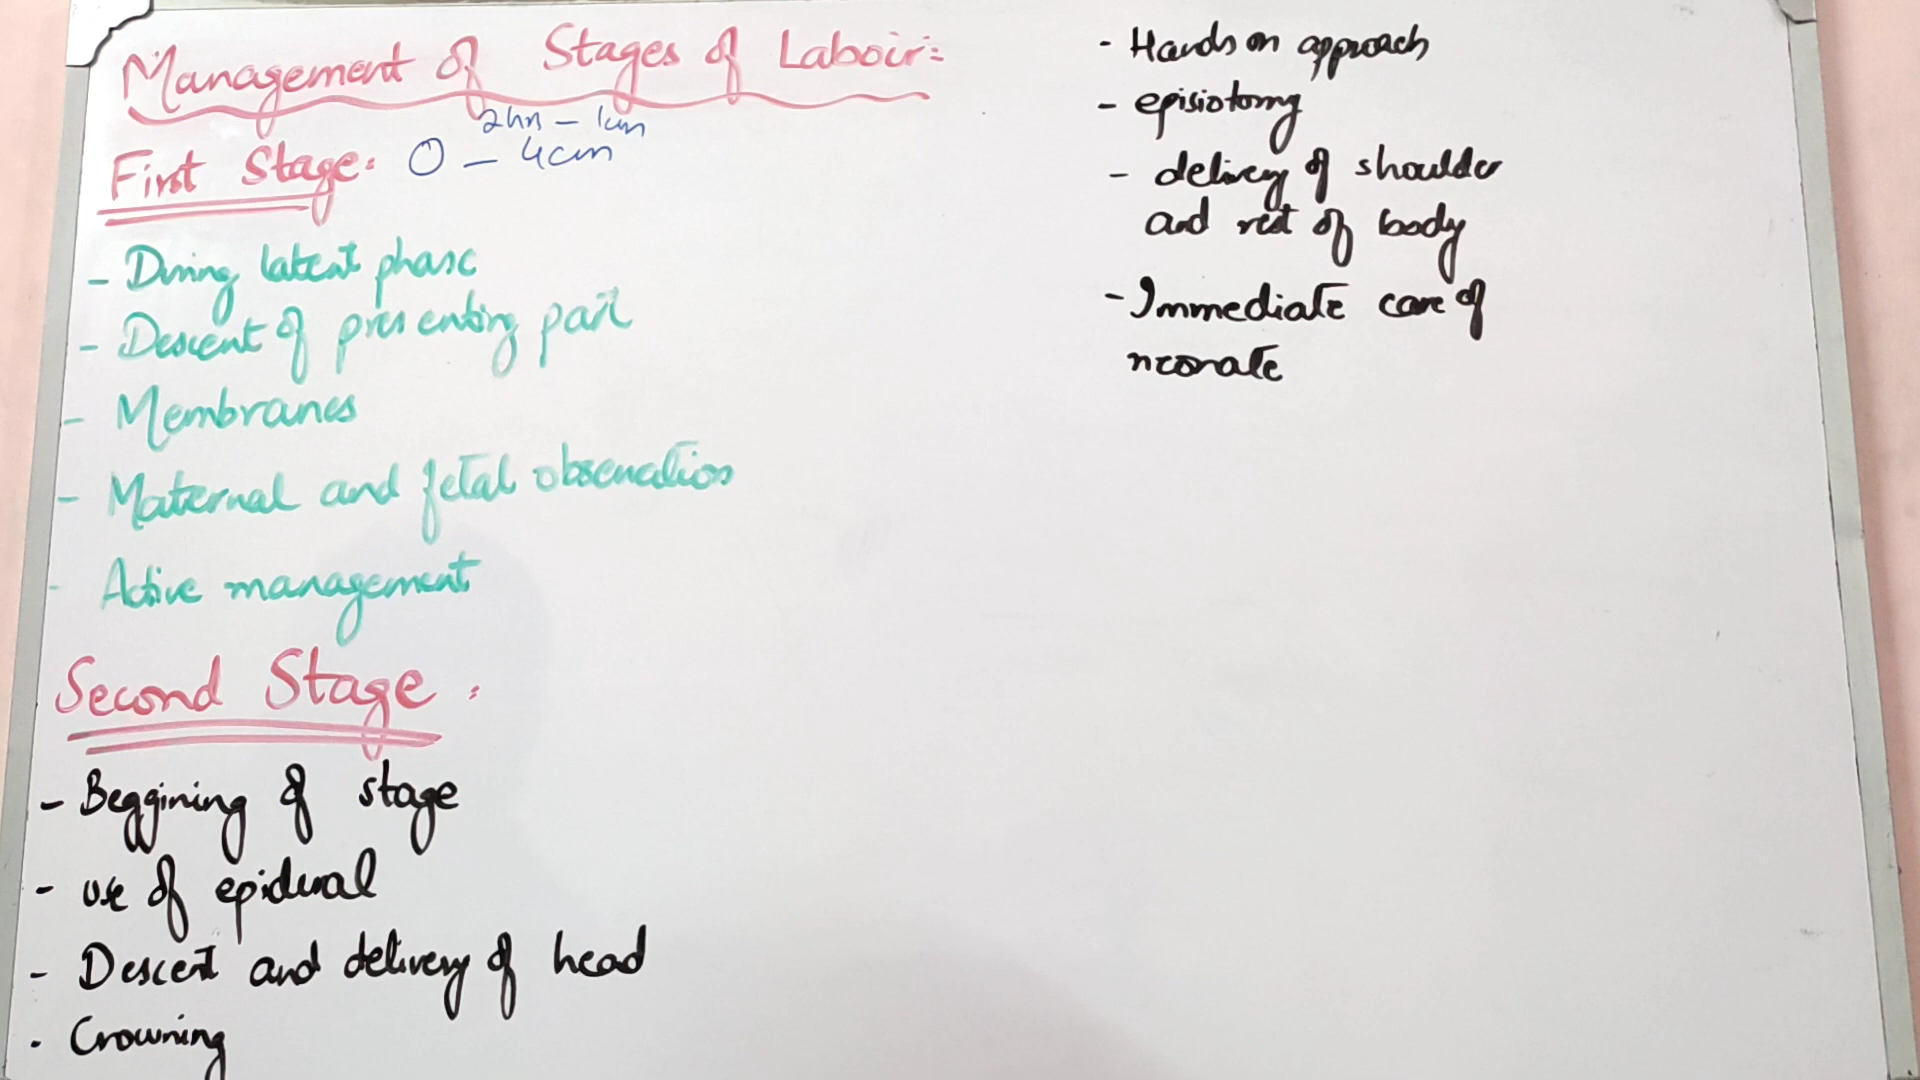 Management of Stages of Labour:
2hr - 1cm
First Stage: 0 - 4cm
- During latent phase
- Descent of presenting part
- Membranes
- Maternal and fetal observation
- Active management
Second Stage:
- Beggining of stage
- use of epidural
- Descent and delivery of head
- Crowning
- Hands on approach
- episiotomy
- delivery of shoulder
and rest of body
- Immediate care of
neonate